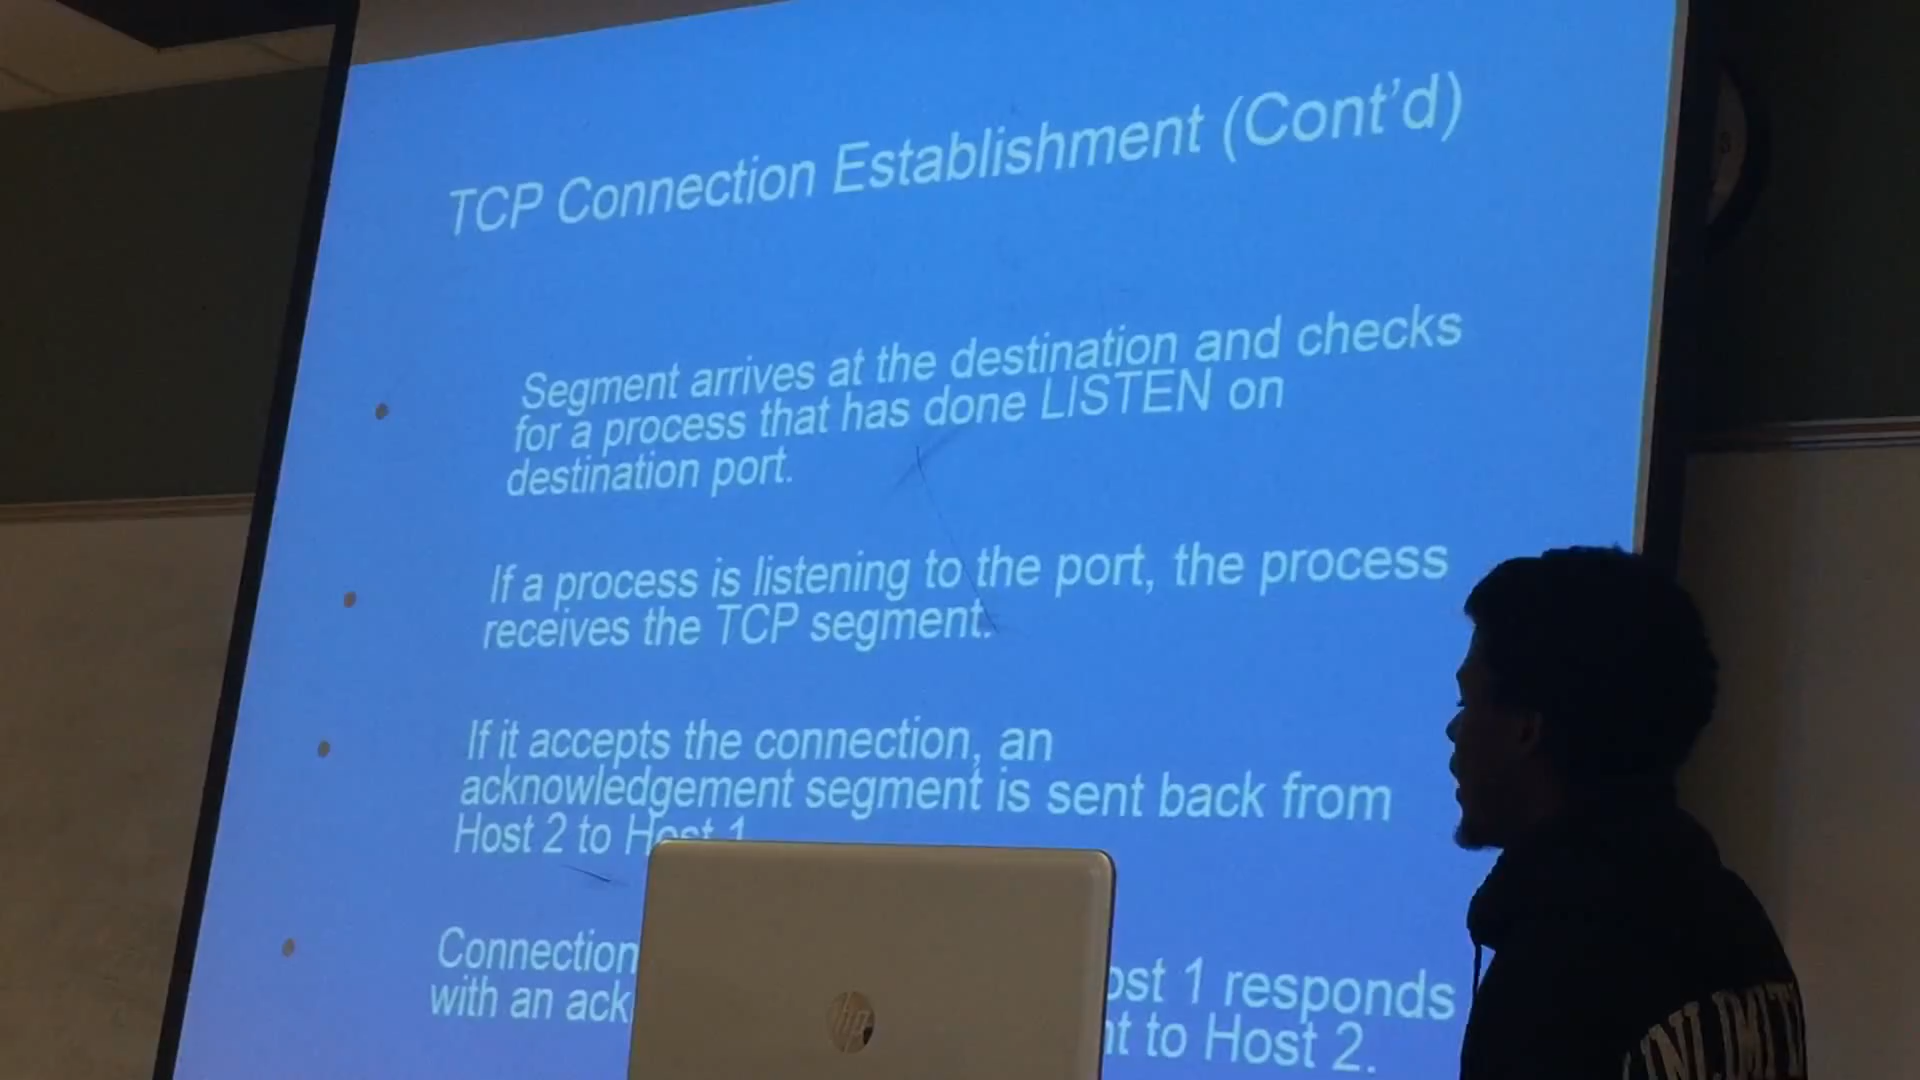 TCP Connection Establishment (Cont'd)
Segment arrives at the destination and checks
for a process that has done LISTEN on
destination port.
If a process is listening to the port, the process
receives the TCP segment.
If it accepts the connection, an
acknowledgement segment is sent back from
Host 2 to Host 1
Connection ost 1 responds
with an ack nt to Host 2.
hp
UNLIMIT